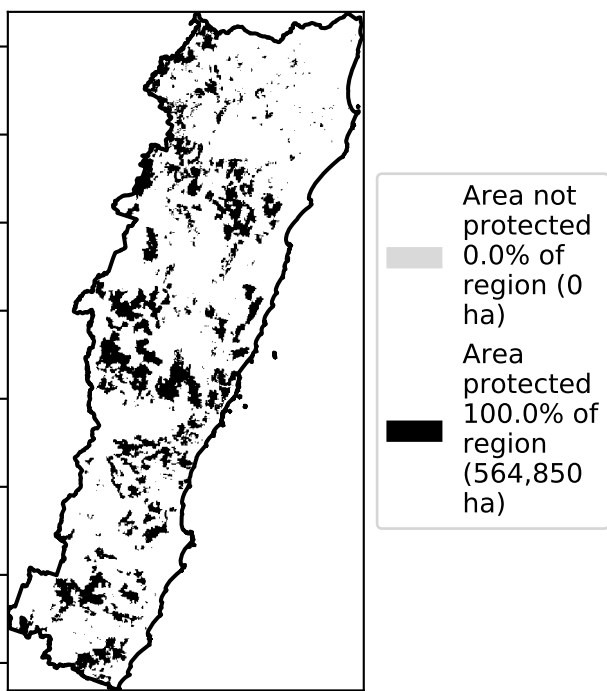 Area not
protected
0.0% of
region (0
ha)
Area
protected
100.0% of
region
(564,850
ha)